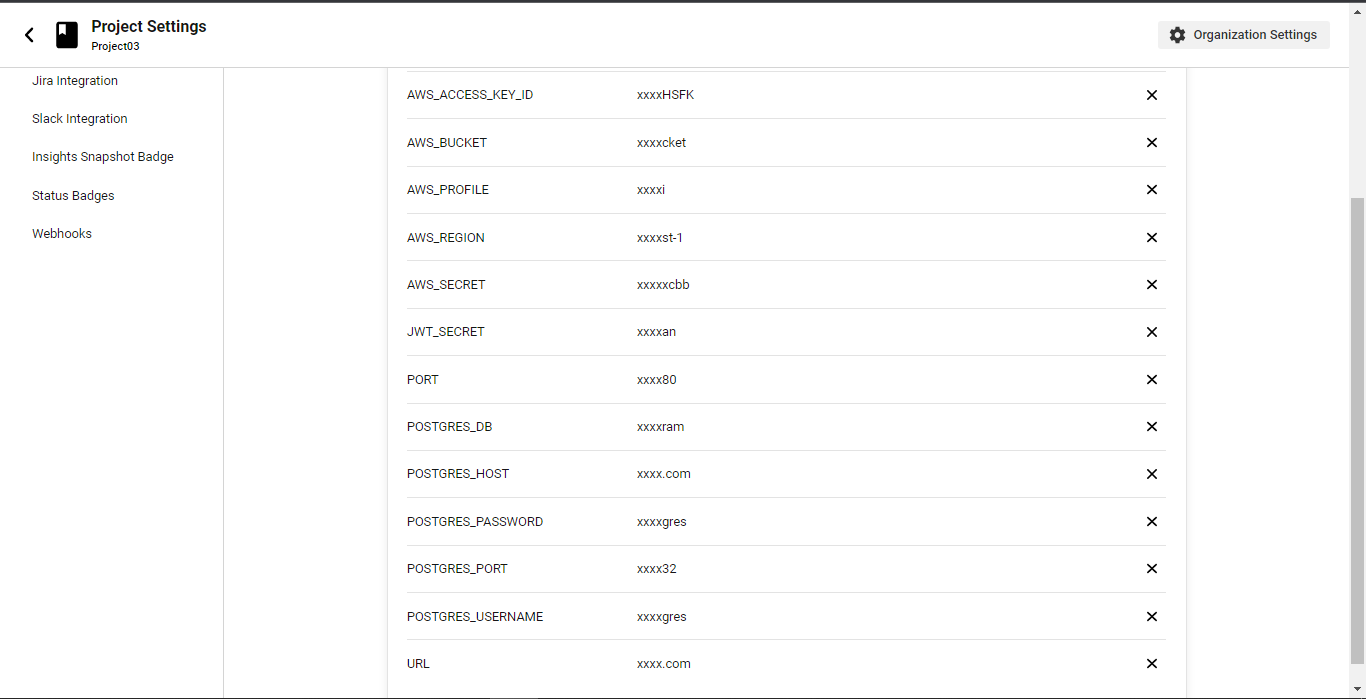 Project Settings
Project03
Organization Settings
Jira Integration
Slack Integration
Insights Snapshot Badge
Status Badges
Webhooks
AWS_ACCESS_KEY_ID xxxxHSFK
AWS_BUCKET xxxxcket
AWS_PROFILE xxxxi
AWS_REGION xxxxst-1
AWS_SECRET xxxxxcbb
JWT_SECRET xxxxan
PORT xxxx80
POSTGRES_DB xxxxram
POSTGRES_HOST xxxx.com
POSTGRES_PASSWORD xxxxgres
POSTGRES_PORT xxxx32
POSTGRES_USERNAME xxxxgres
URL xxxx.com